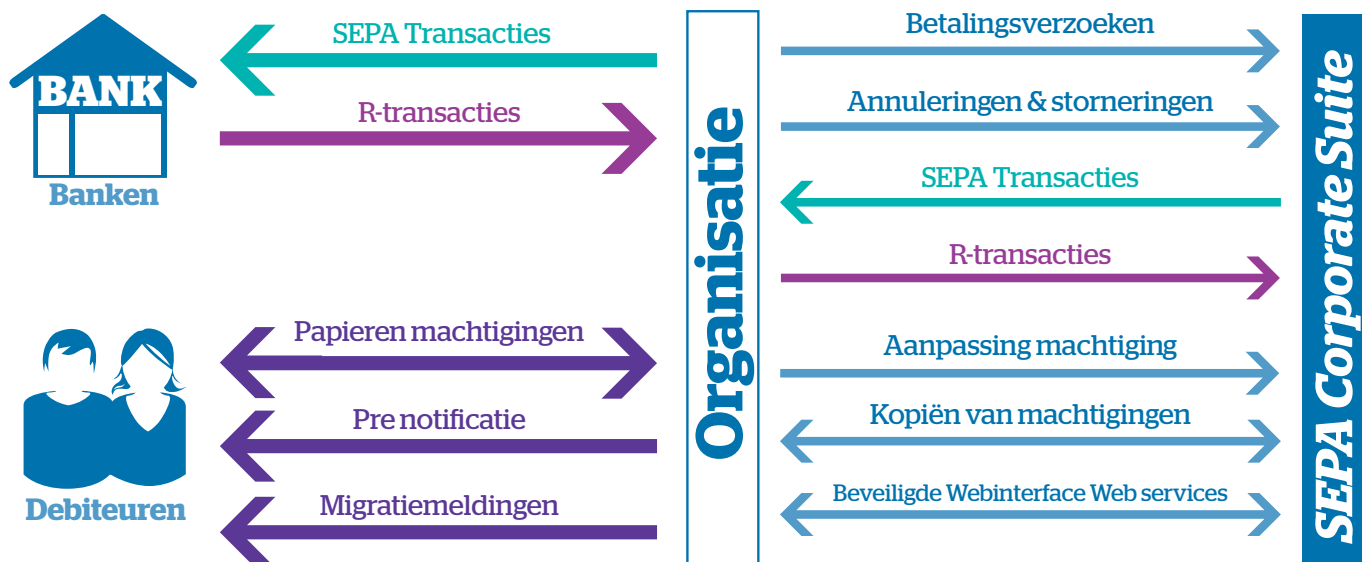 BANK
Banken
SEPA Transacties
R-transacties
Debiteuren
Papieren machtigingen
Pre notificatie
Migratiemeldingen
Organisatie
Betalingsverzoeken
Annuleringen & storneringen
SEPA Transacties
R-transacties
Aanpassing machtiging
Kopiën van machtigingen
Beveiligde Webinterface Web services
SEPA Corporate Suite